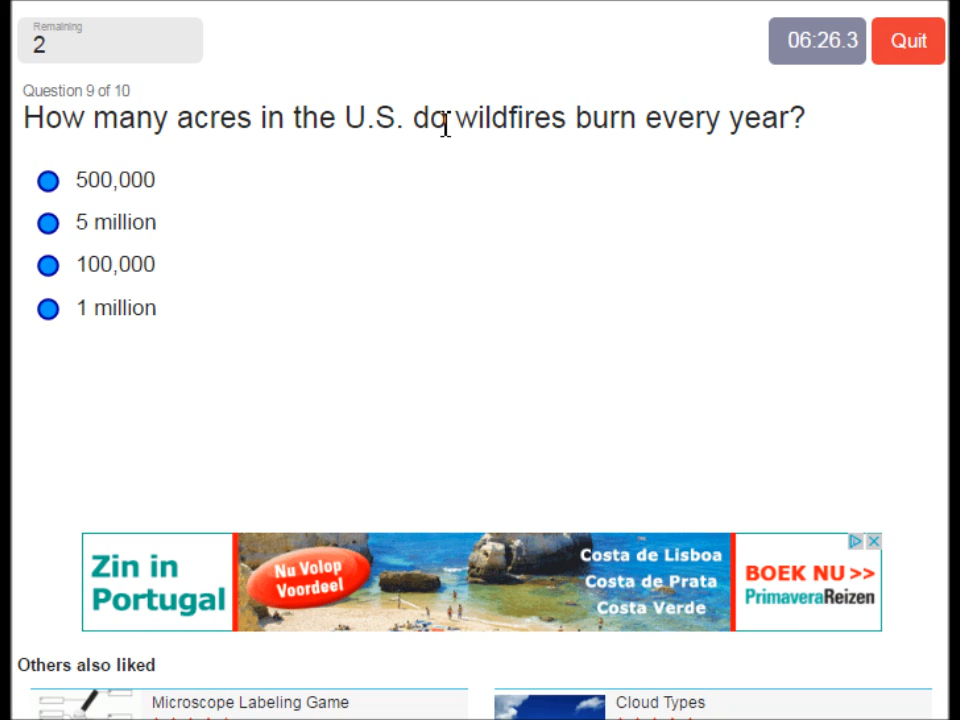 Remaining
2
06:26.3
Quit
Question 9 of 10
How many acres in the U.S. do wildfires burn every year?
500,000
5 million
100,000
1 million
Zin in
Portugal
Nu Volop
Voordeel
Costa de Lisboa
Costa de Prata
Costa Verde
BOEK NU >>
PrimaveraReizen
Others also liked
Microscope Labeling Game
Cloud Types